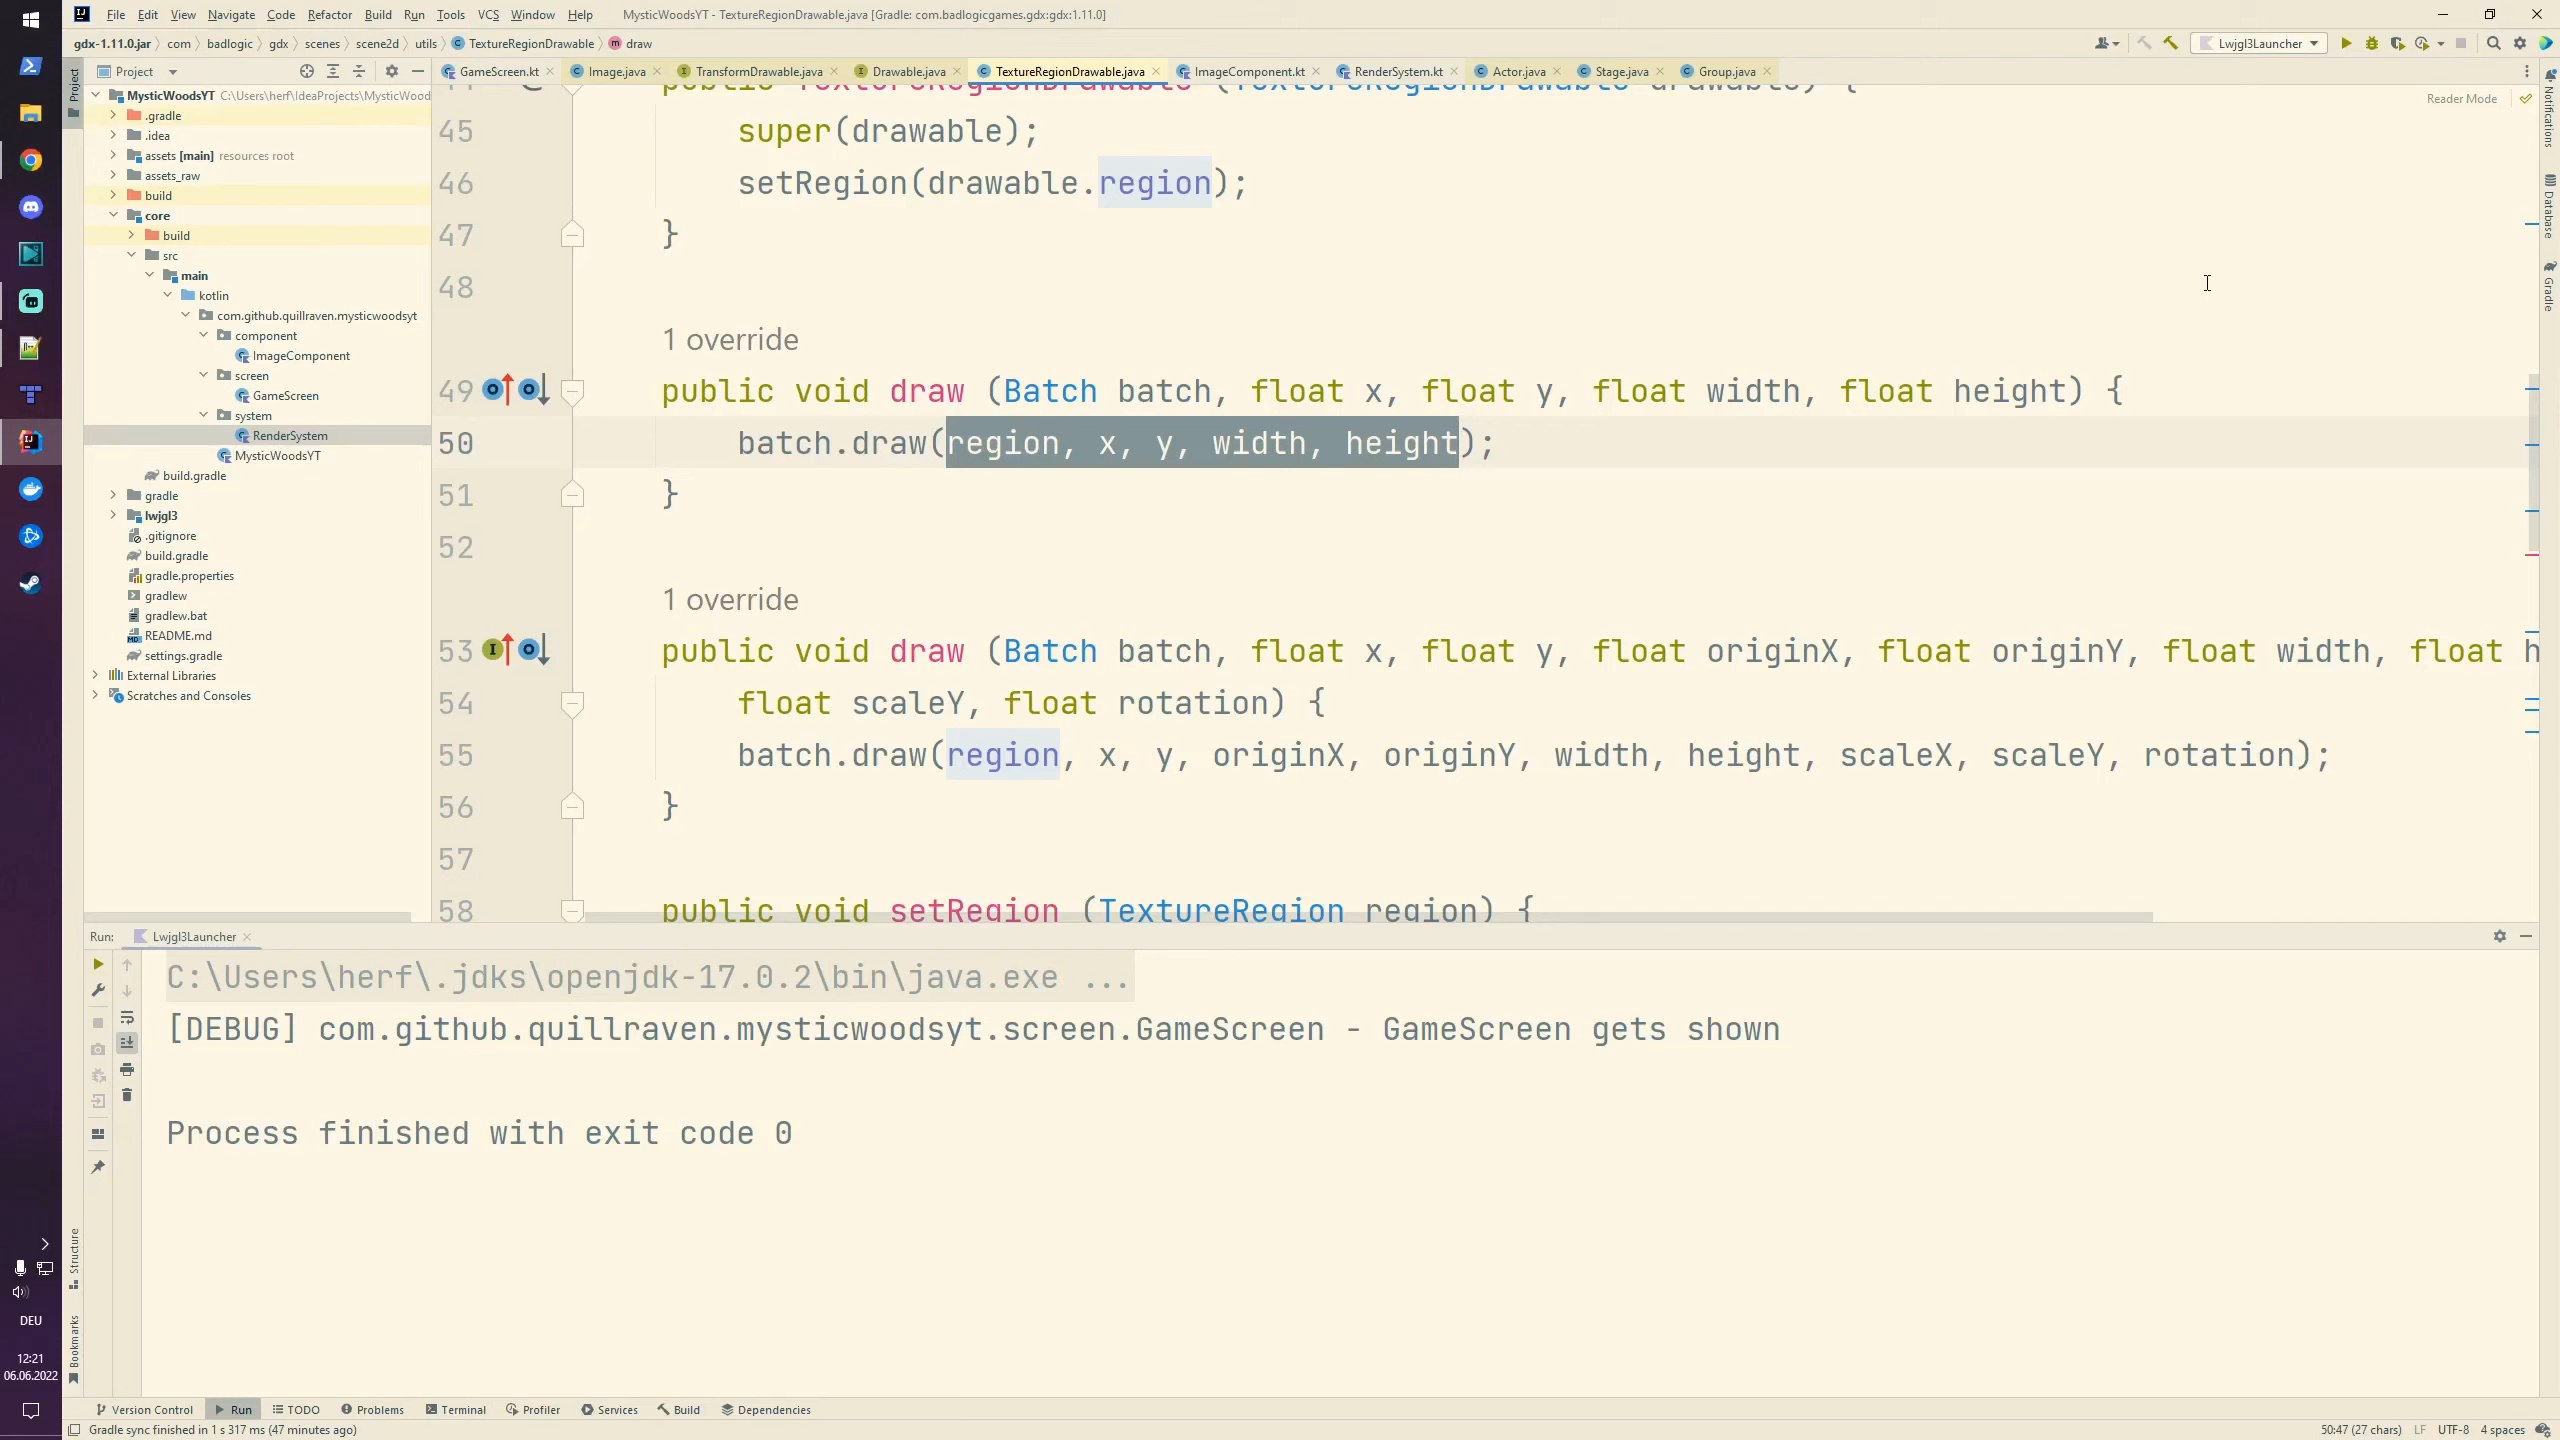 File Edit View Navigate Code Refactor Build Run Tools VCS Window Help MysticWoodsYT - TextureRegionDrawable.java [Gradle: com.badlogicgames.gdx:gdx:1.11.0]
gdx-1.11.0.jar com badlogic gdx scenes scene2d utils TextureRegionDrawable draw Lwjgl3Launcher
Project
GameScreen.kt Image.java TransformDrawable.java Drawable.java TextureRegionDrawable.java ImageComponent.kt RenderSystem.kt Actor.java Stage.java Group.java
Project
MysticWoodsYT C:\Users\herf\IdeaProjects\MysticWood
.gradle
.idea
assets [main] resources root
assets_raw
build
core
build
src
main
kotlin
com.github.quillraven.mysticwoodsyt
component
ImageComponent
screen
GameScreen
system
RenderSystem
MysticWoodsYT
build.gradle
gradle
lwjgl3
.gitignore
build.gradle
gradle.properties
gradlew
gradlew.bat
README.md
settings.gradle
External Libraries
Scratches and Consoles
Reader Mode
public TextureRegionDrawable (TextureRegionDrawable drawable) {
45 super(drawable);
46 setRegion(drawable.region);
47 }
48
1 override
49 public void draw (Batch batch, float x, float y, float width, float height) {
50 batch.draw(region, x, y, width, height);
51 }
52
1 override
53 public void draw (Batch batch, float x, float y, float originX, float originY, float width, float h
54 float scaleY, float rotation) {
55 batch.draw(region, x, y, originX, originY, width, height, scaleX, scaleY, rotation);
56 }
57
58 public void setRegion (TextureRegion region) {
Notifications
Database
Gradle
Run: Lwjgl3Launcher
C:\Users\herf\.jdks\openjdk-17.0.2\bin\java.exe ...
[DEBUG] com.github.quillraven.mysticwoodsyt.screen.GameScreen - GameScreen gets shown
Process finished with exit code 0
Structure
Bookmarks
DEU
12:21
06.06.2022
Version Control Run TODO Problems Terminal Profiler Services Build Dependencies
Gradle sync finished in 1 s 317 ms (47 minutes ago) 50:47 (27 chars) LF UTF-8 4 spaces